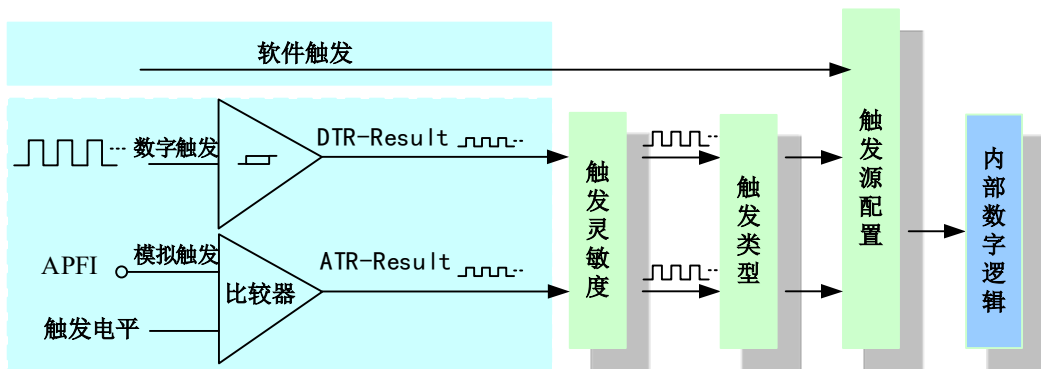 软件触发
数字触发
DTR-Result
模拟触发
APFI
比较器
ATR-Result
触发电平
触发灵敏度
触发类型
触发源配置
内部数字逻辑